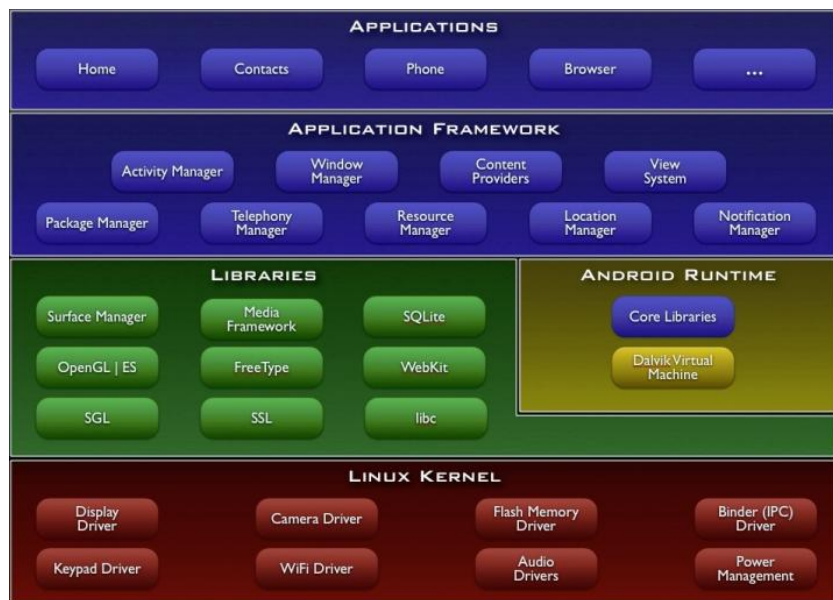 APPLICATIONS
Home
Contacts
Phone
Browser
...
APPLICATION FRAMEWORK
Activity Manager
Window
Manager
Content
Providers
View
System
Package Manager
Telephony
Manager
Resource
Manager
Location
Manager
Notification
Manager
LIBRARIES
Surface Manager
Media
Framework
SQLite
OpenGL | ES
FreeType
WebKit
SGL
SSL
libc
ANDROID RUNTIME
Core Libraries
Dalvik Virtual
Machine
LINUX KERNEL
Display
Driver
Camera Driver
Flash Memory
Driver
Binder (IPC)
Driver
Keypad Driver
WiFi Driver
Audio
Drivers
Power
Management